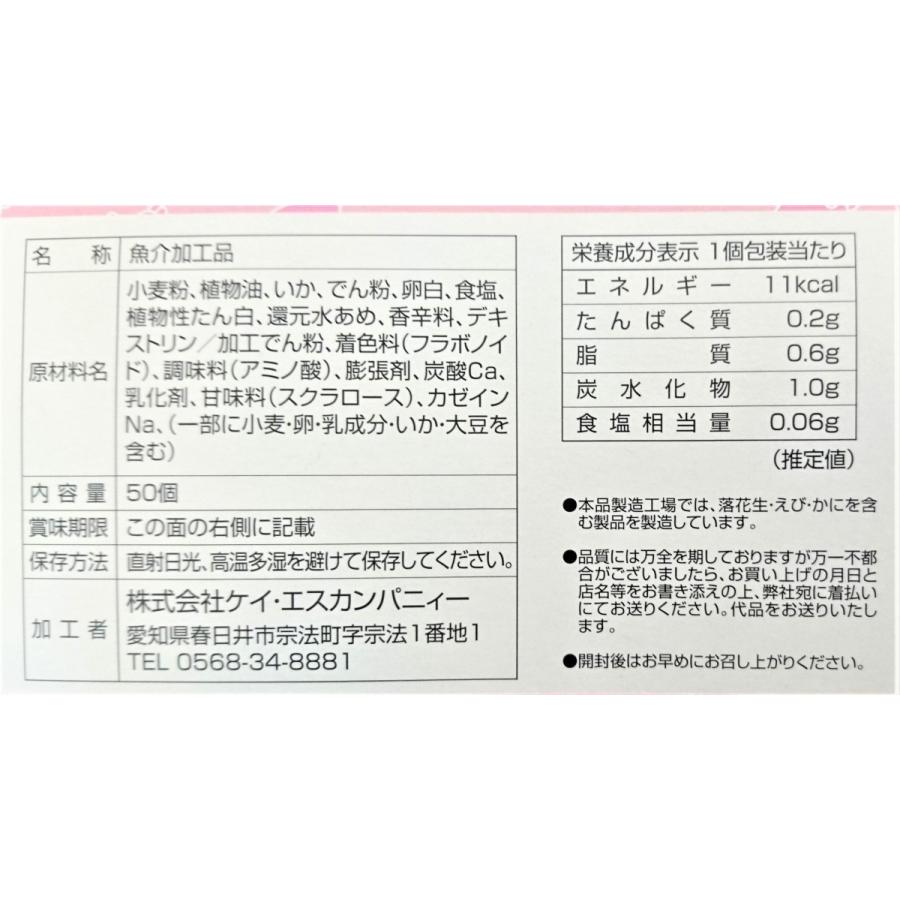 名称 魚介加工品
原材料名
小麦粉、植物油、いか、でん粉、卵白、食塩、
植物性たん白、還元水あめ、香辛料、デキ
ストリン／加工でん粉、着色料(フラボノイ
ド)、調味料(アミノ酸)、膨張剤、炭酸Ca、
乳化剤、甘味料(スクラロース)、カゼイン
Na、(一部に小麦・卵・乳成分・いか・大豆を
含む)
内容量 50個
賞味期限 この面の右側に記載
保存方法 直射日光、高温多湿を避けて保存してください。
加工者
株式会社ケイ・エスカンパニィー
愛知県春日井市宗法町字宗法1番地1
TEL 0568-34-8881
栄養成分表示 1個包装当たり
エネルギー 11kcal
たんぱく質 0.2g
脂質 0.6g
炭水化物 1.0g
食塩相当量 0.06g
(推定値)
●本品製造工場では、落花生・えび・かにを含
む製品を製造しています。
●品質には万全を期しておりますが万一不都
合がございましたら、お買い上げの月日と
店名等をお書き添えの上、弊社宛に着払い
にてお送りください。代品をお送りいたしま
す。
●開封後はお早めにお召し上がりください。